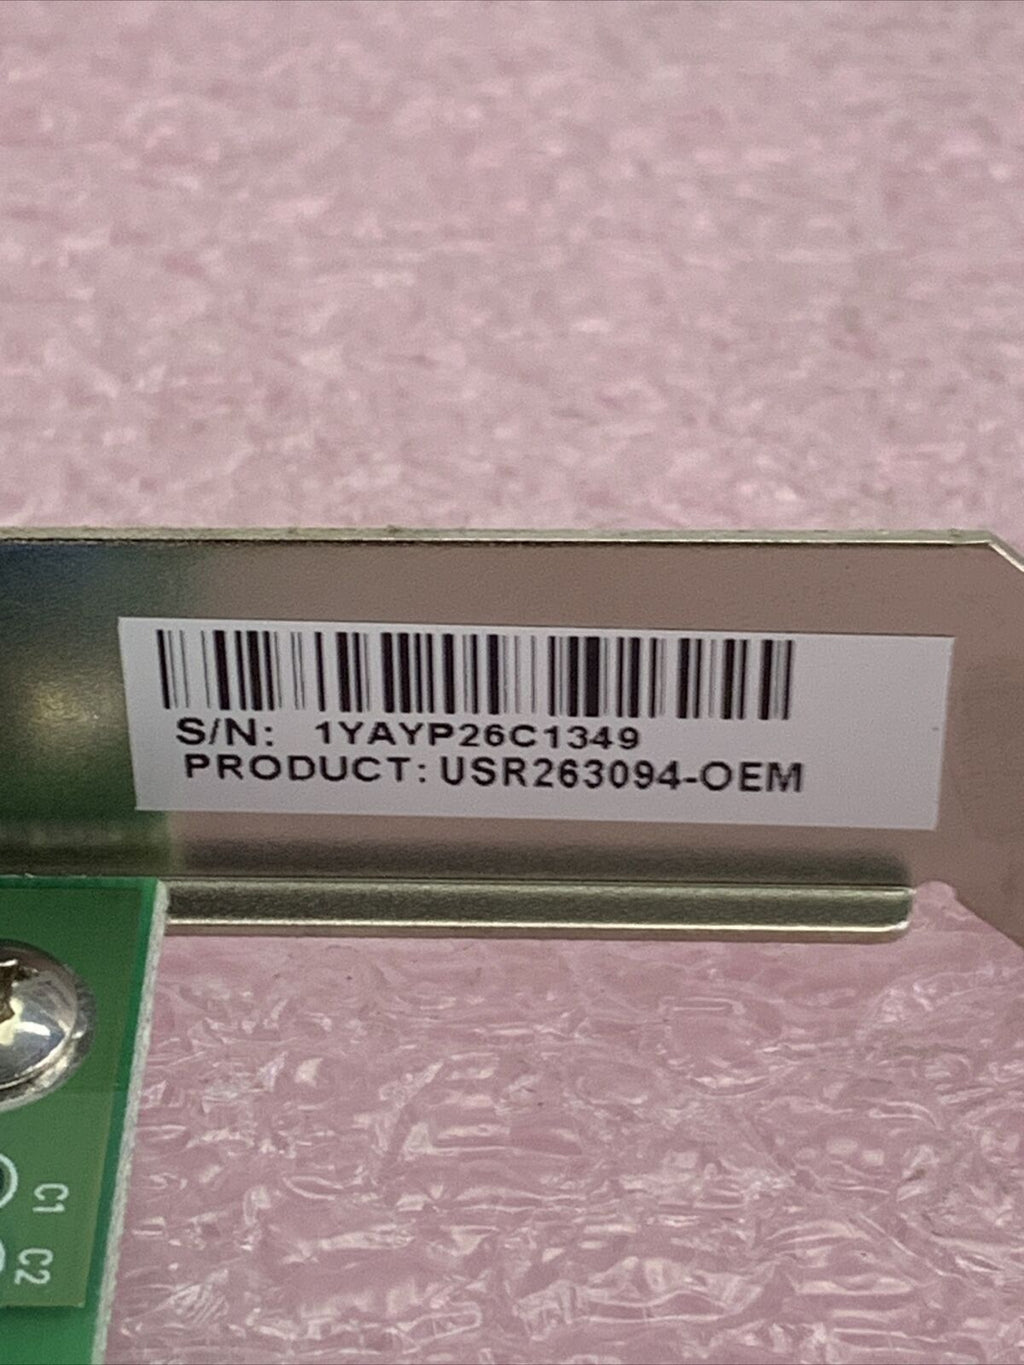 S/N: 1YAYP26C1349
PRODUCT: USR263094-OEM
C1
C2